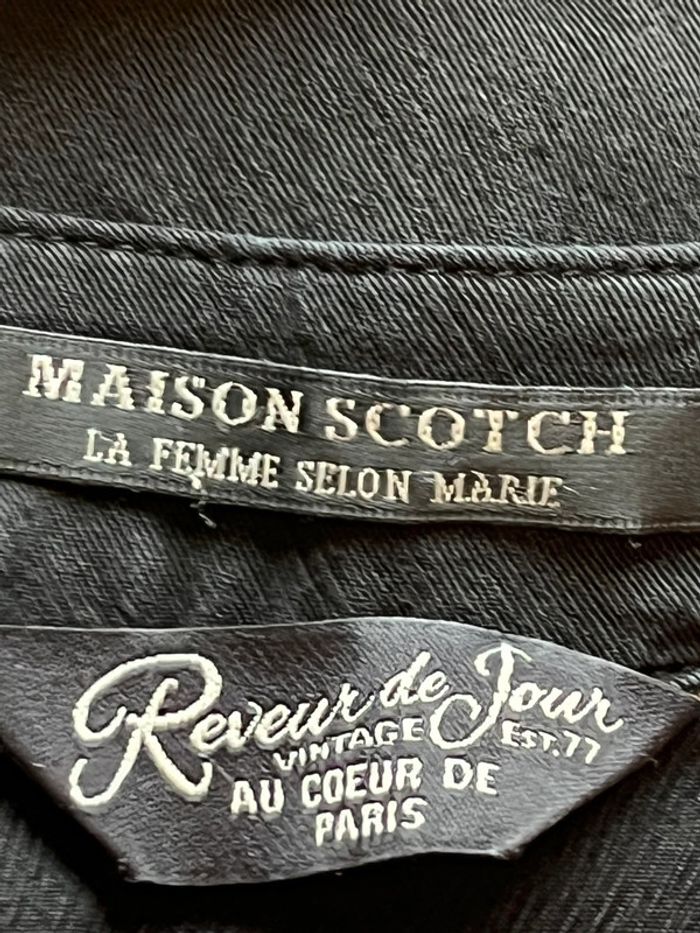 MAISON SCOTCH
LA FEMME SELON MARIE
Reveur de Jour
VINTAGE EST.77
AU COEUR DE
PARIS